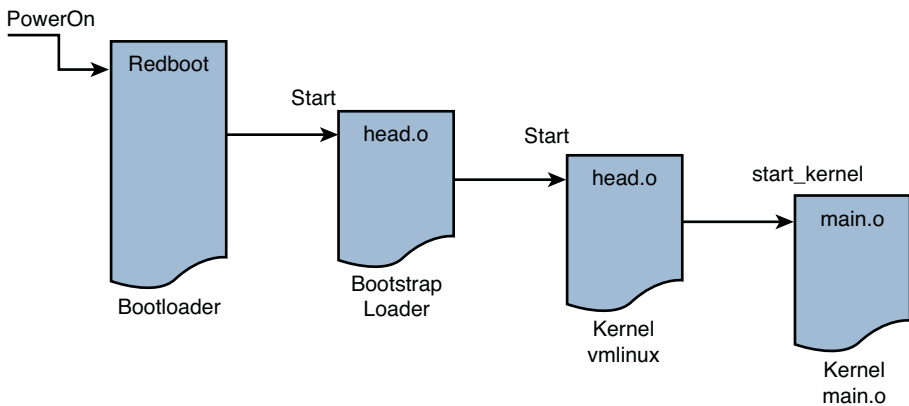 PowerOn
Redboot
Bootloader
Start
head.o
Bootstrap
Loader
Start
head.o
Kernel
vmlinux
start_kernel
main.o
Kernel
main.o